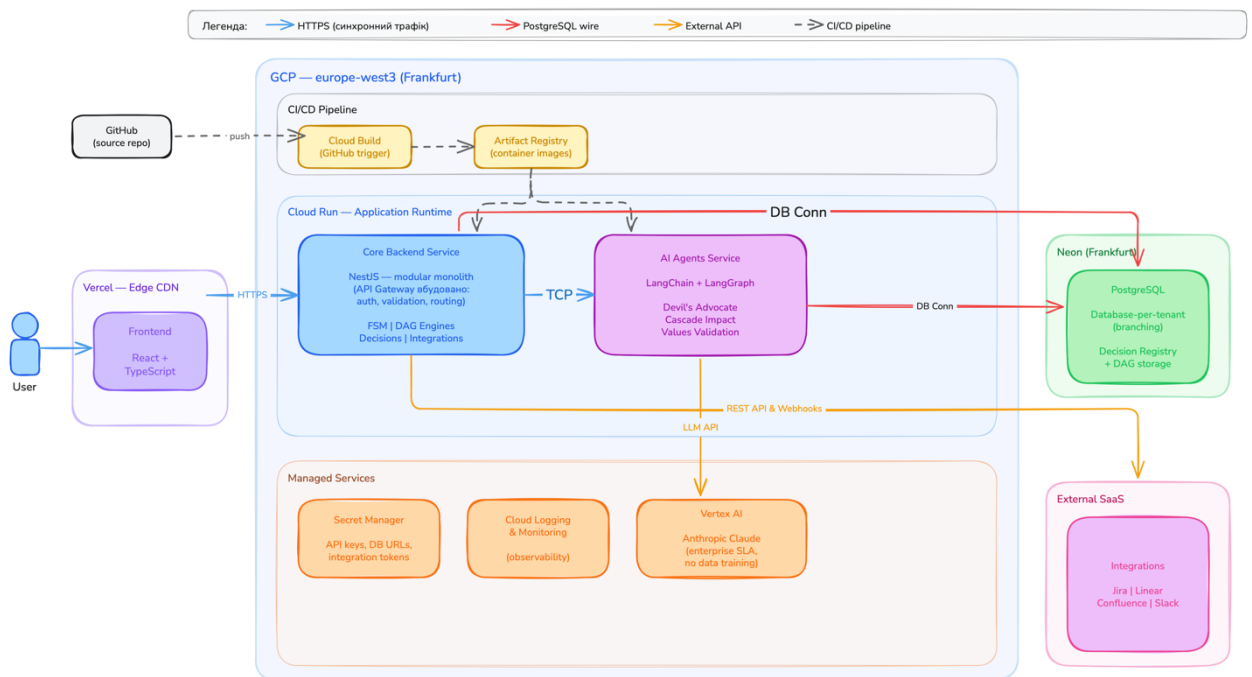 Легенда:
HTTPS (синхронний трафік)
PostgreSQL wire
External API
CI/CD pipeline
GCP — europe-west3 (Frankfurt)
CI/CD Pipeline
GitHub
(source repo)
push
Cloud Build
(GitHub trigger)
Artifact Registry
(container images)
Cloud Run — Application Runtime
DB Conn
Core Backend Service
NestJS — modular monolith
(API Gateway вбудовано:
auth, validation, routing)
FSM | DAG Engines
Decisions | Integrations
TCP
AI Agents Service
LangChain + LangGraph
Devil's Advocate
Cascade Impact
Values Validation
DB Conn
Neon (Frankfurt)
PostgreSQL
Database-per-tenant
(branching)
Decision Registry
+ DAG storage
Vercel — Edge CDN
HTTPS
Frontend
React +
TypeScript
User
REST API & Webhooks
LLM API
Managed Services
Secret Manager
API keys, DB URLs,
integration tokens
Cloud Logging
& Monitoring
(observability)
Vertex AI
Anthropic Claude
(enterprise SLA,
no data training)
External SaaS
Integrations
Jira | Linear
Confluence | Slack